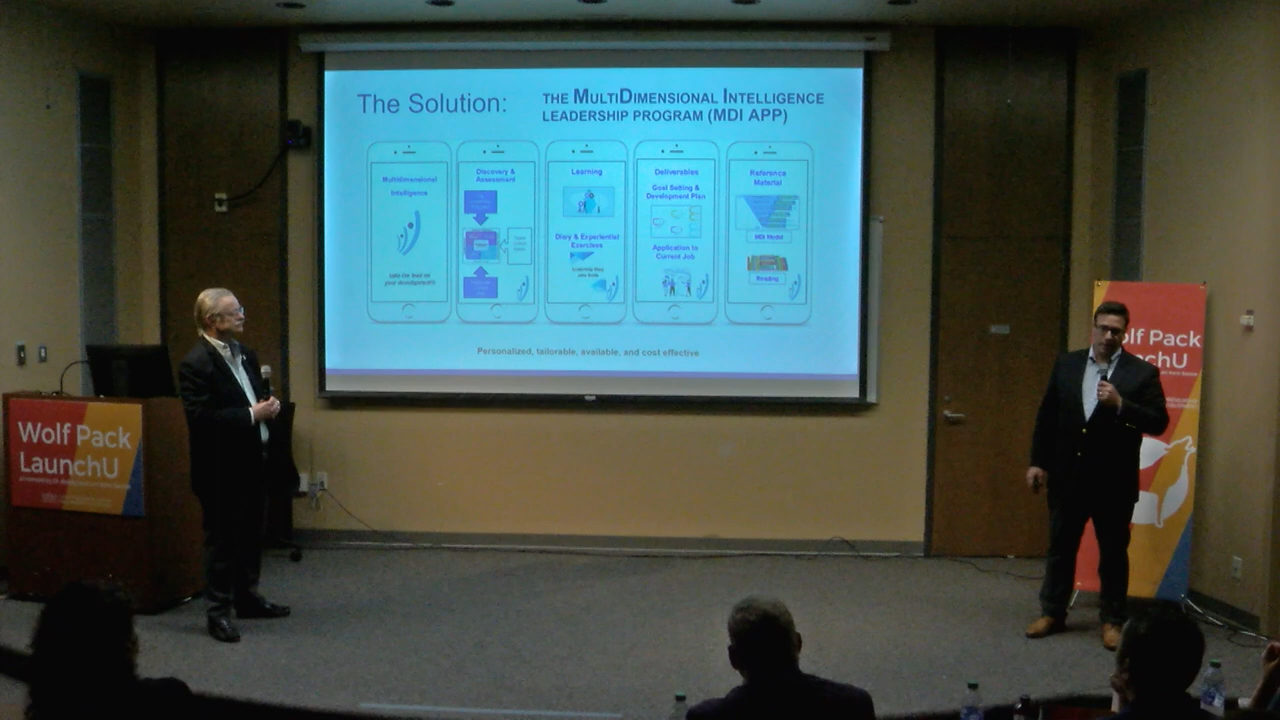 The Solution:
THE MULTIDIMENSIONAL INTELLIGENCE
LEADERSHIP PROGRAM (MDI APP)
Multidimensional
Intelligence
Discovery &
Assessment
Learning
Diary & Experiential
Exercises
Deliverables
Goal Setting &
Development Plan
Application to
Current Job
Reference
Material
MDI Model
Reading
Personalized, tailorable, available, and cost effective
Wolf Pack
LaunchU
olf Pack
chU